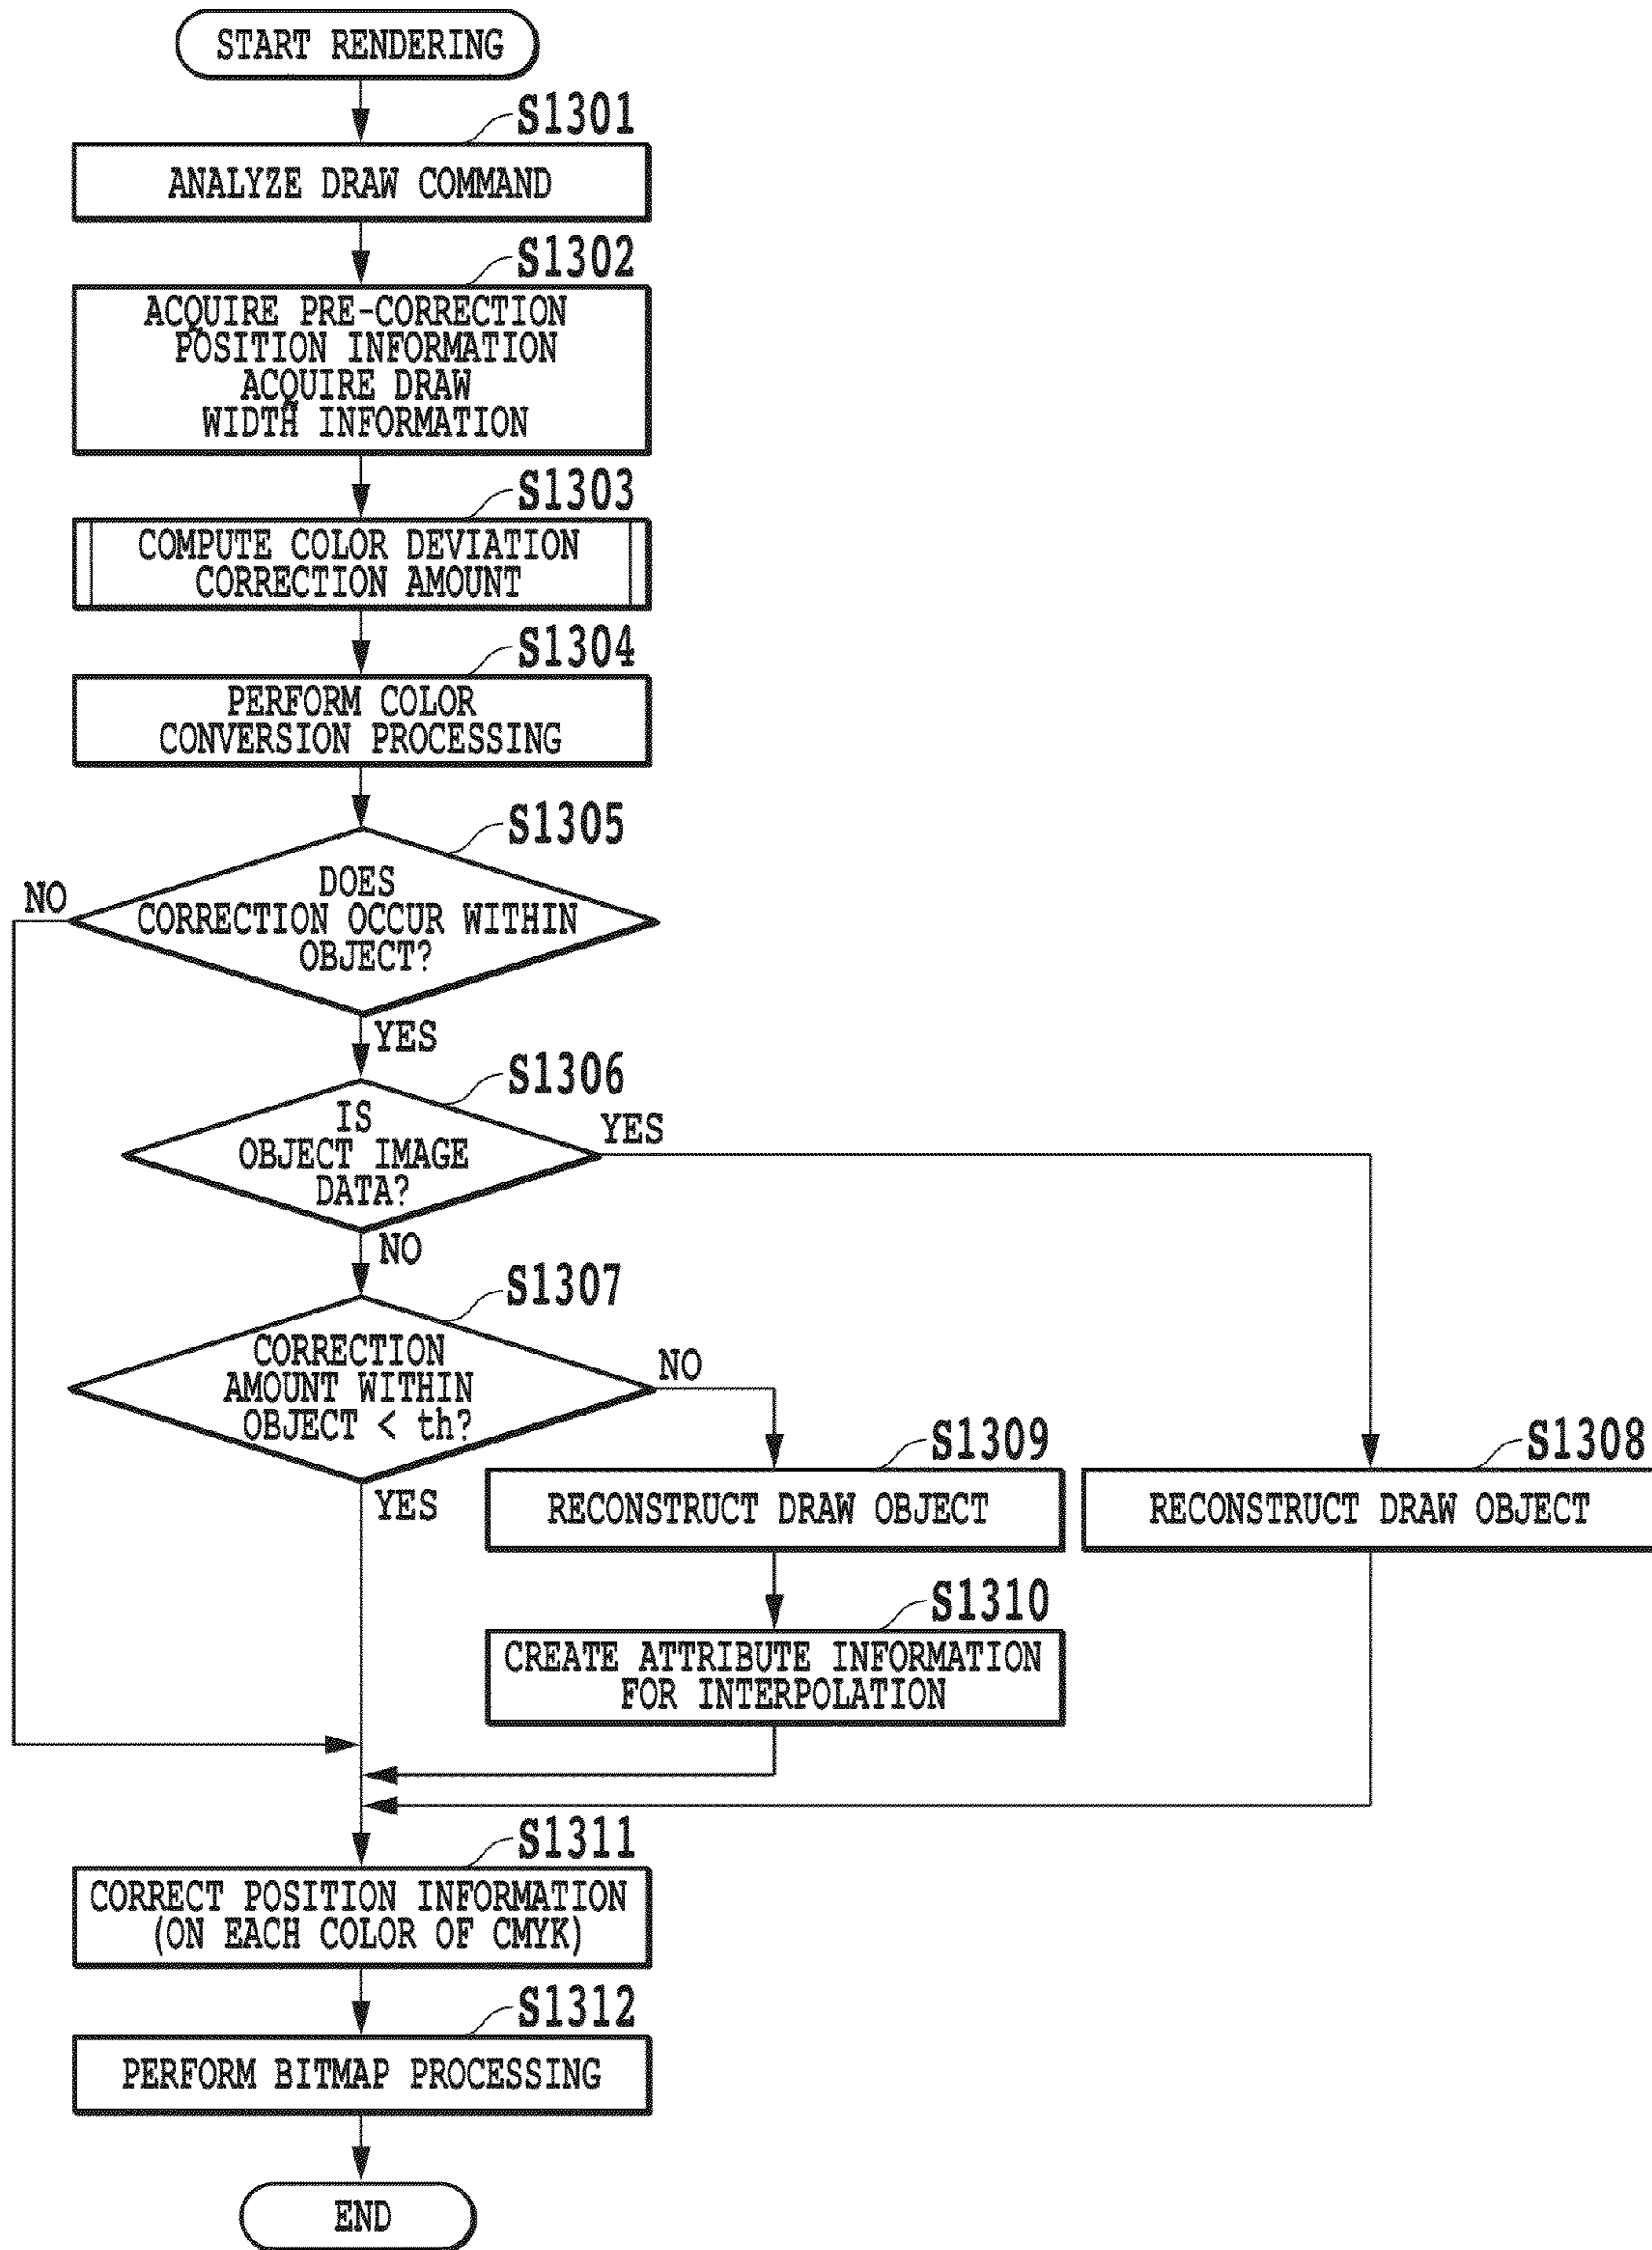 START RENDERING
S1301
ANALYZE DRAW COMMAND
S1302
ACQUIRE PRE-CORRECTION
POSITION INFORMATION
ACQUIRE DRAW
WIDTH INFORMATION
S1303
COMPUTE COLOR DEVIATION
CORRECTION AMOUNT
S1304
PERFORM COLOR
CONVERSION PROCESSING
S1305
NO
DOES
CORRECTION OCCUR WITHIN
OBJECT?
YES
S1306
IS
OBJECT IMAGE
DATA?
YES
NO
S1307
CORRECTION
AMOUNT WITHIN
OBJECT < th?
NO
YES
S1309
RECONSTRUCT DRAW OBJECT
S1308
RECONSTRUCT DRAW OBJECT
S1310
CREATE ATTRIBUTE INFORMATION
FOR INTERPOLATION
S1311
CORRECT POSITION INFORMATION
(ON EACH COLOR OF CMYK)
S1312
PERFORM BITMAP PROCESSING
END